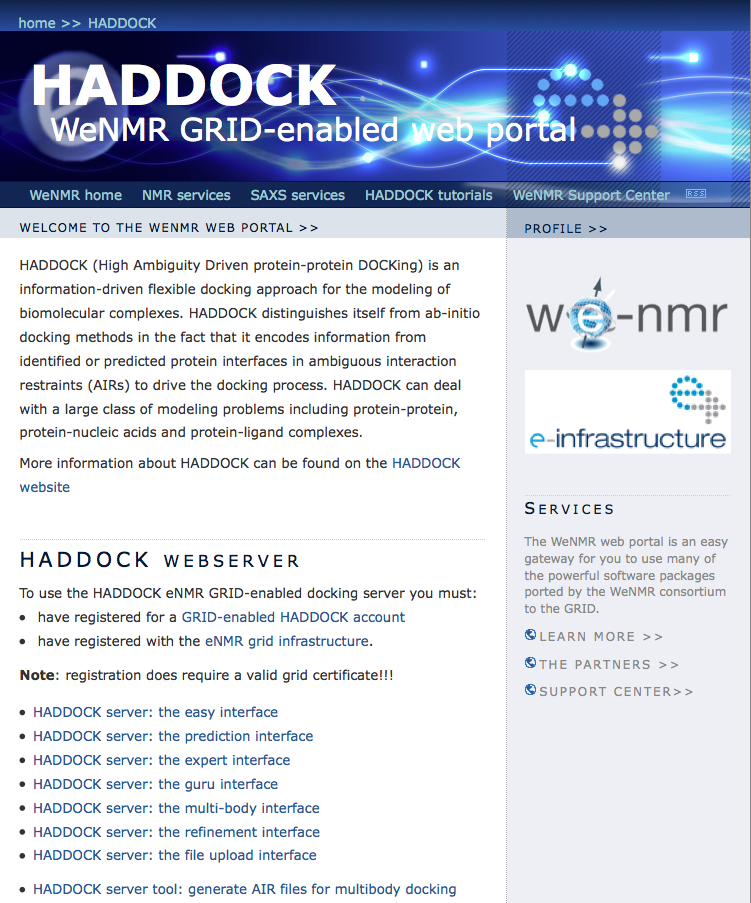 home >> HADDOCK
HADDOCK
WeNMR GRID-enabled web portal
WeNMR home NMR services SAXS services HADDOCK tutorials WeNMR Support Center RSS
WELCOME TO THE WENMR WEB PORTAL >>
HADDOCK (High Ambiguity Driven protein-protein DOCKing) is an
information-driven flexible docking approach for the modeling of
biomolecular complexes. HADDOCK distinguishes itself from ab-initio
docking methods in the fact that it encodes information from
identified or predicted protein interfaces in ambiguous interaction
restraints (AIRs) to drive the docking process. HADDOCK can deal
with a large class of modeling problems including protein-protein,
protein-nucleic acids and protein-ligand complexes.
More information about HADDOCK can be found on the HADDOCK
website
HADDOCK WEBSERVER
To use the HADDOCK eNMR GRID-enabled docking server you must:
• have registered for a GRID-enabled HADDOCK account
• have registered with the eNMR grid infrastructure.
Note: registration does require a valid grid certificate!!!
• HADDOCK server: the easy interface
• HADDOCK server: the prediction interface
• HADDOCK server: the expert interface
• HADDOCK server: the guru interface
• HADDOCK server: the multi-body interface
• HADDOCK server: the refinement interface
• HADDOCK server: the file upload interface
• HADDOCK server tool: generate AIR files for multibody docking
PROFILE >>
we-nmr
e-infrastructure
SERVICES
The WeNMR web portal is an easy
gateway for you to use many of
the powerful software packages
ported by the WeNMR consortium
to the GRID.
LEARN MORE >>
THE PARTNERS >>
SUPPORT CENTER>>